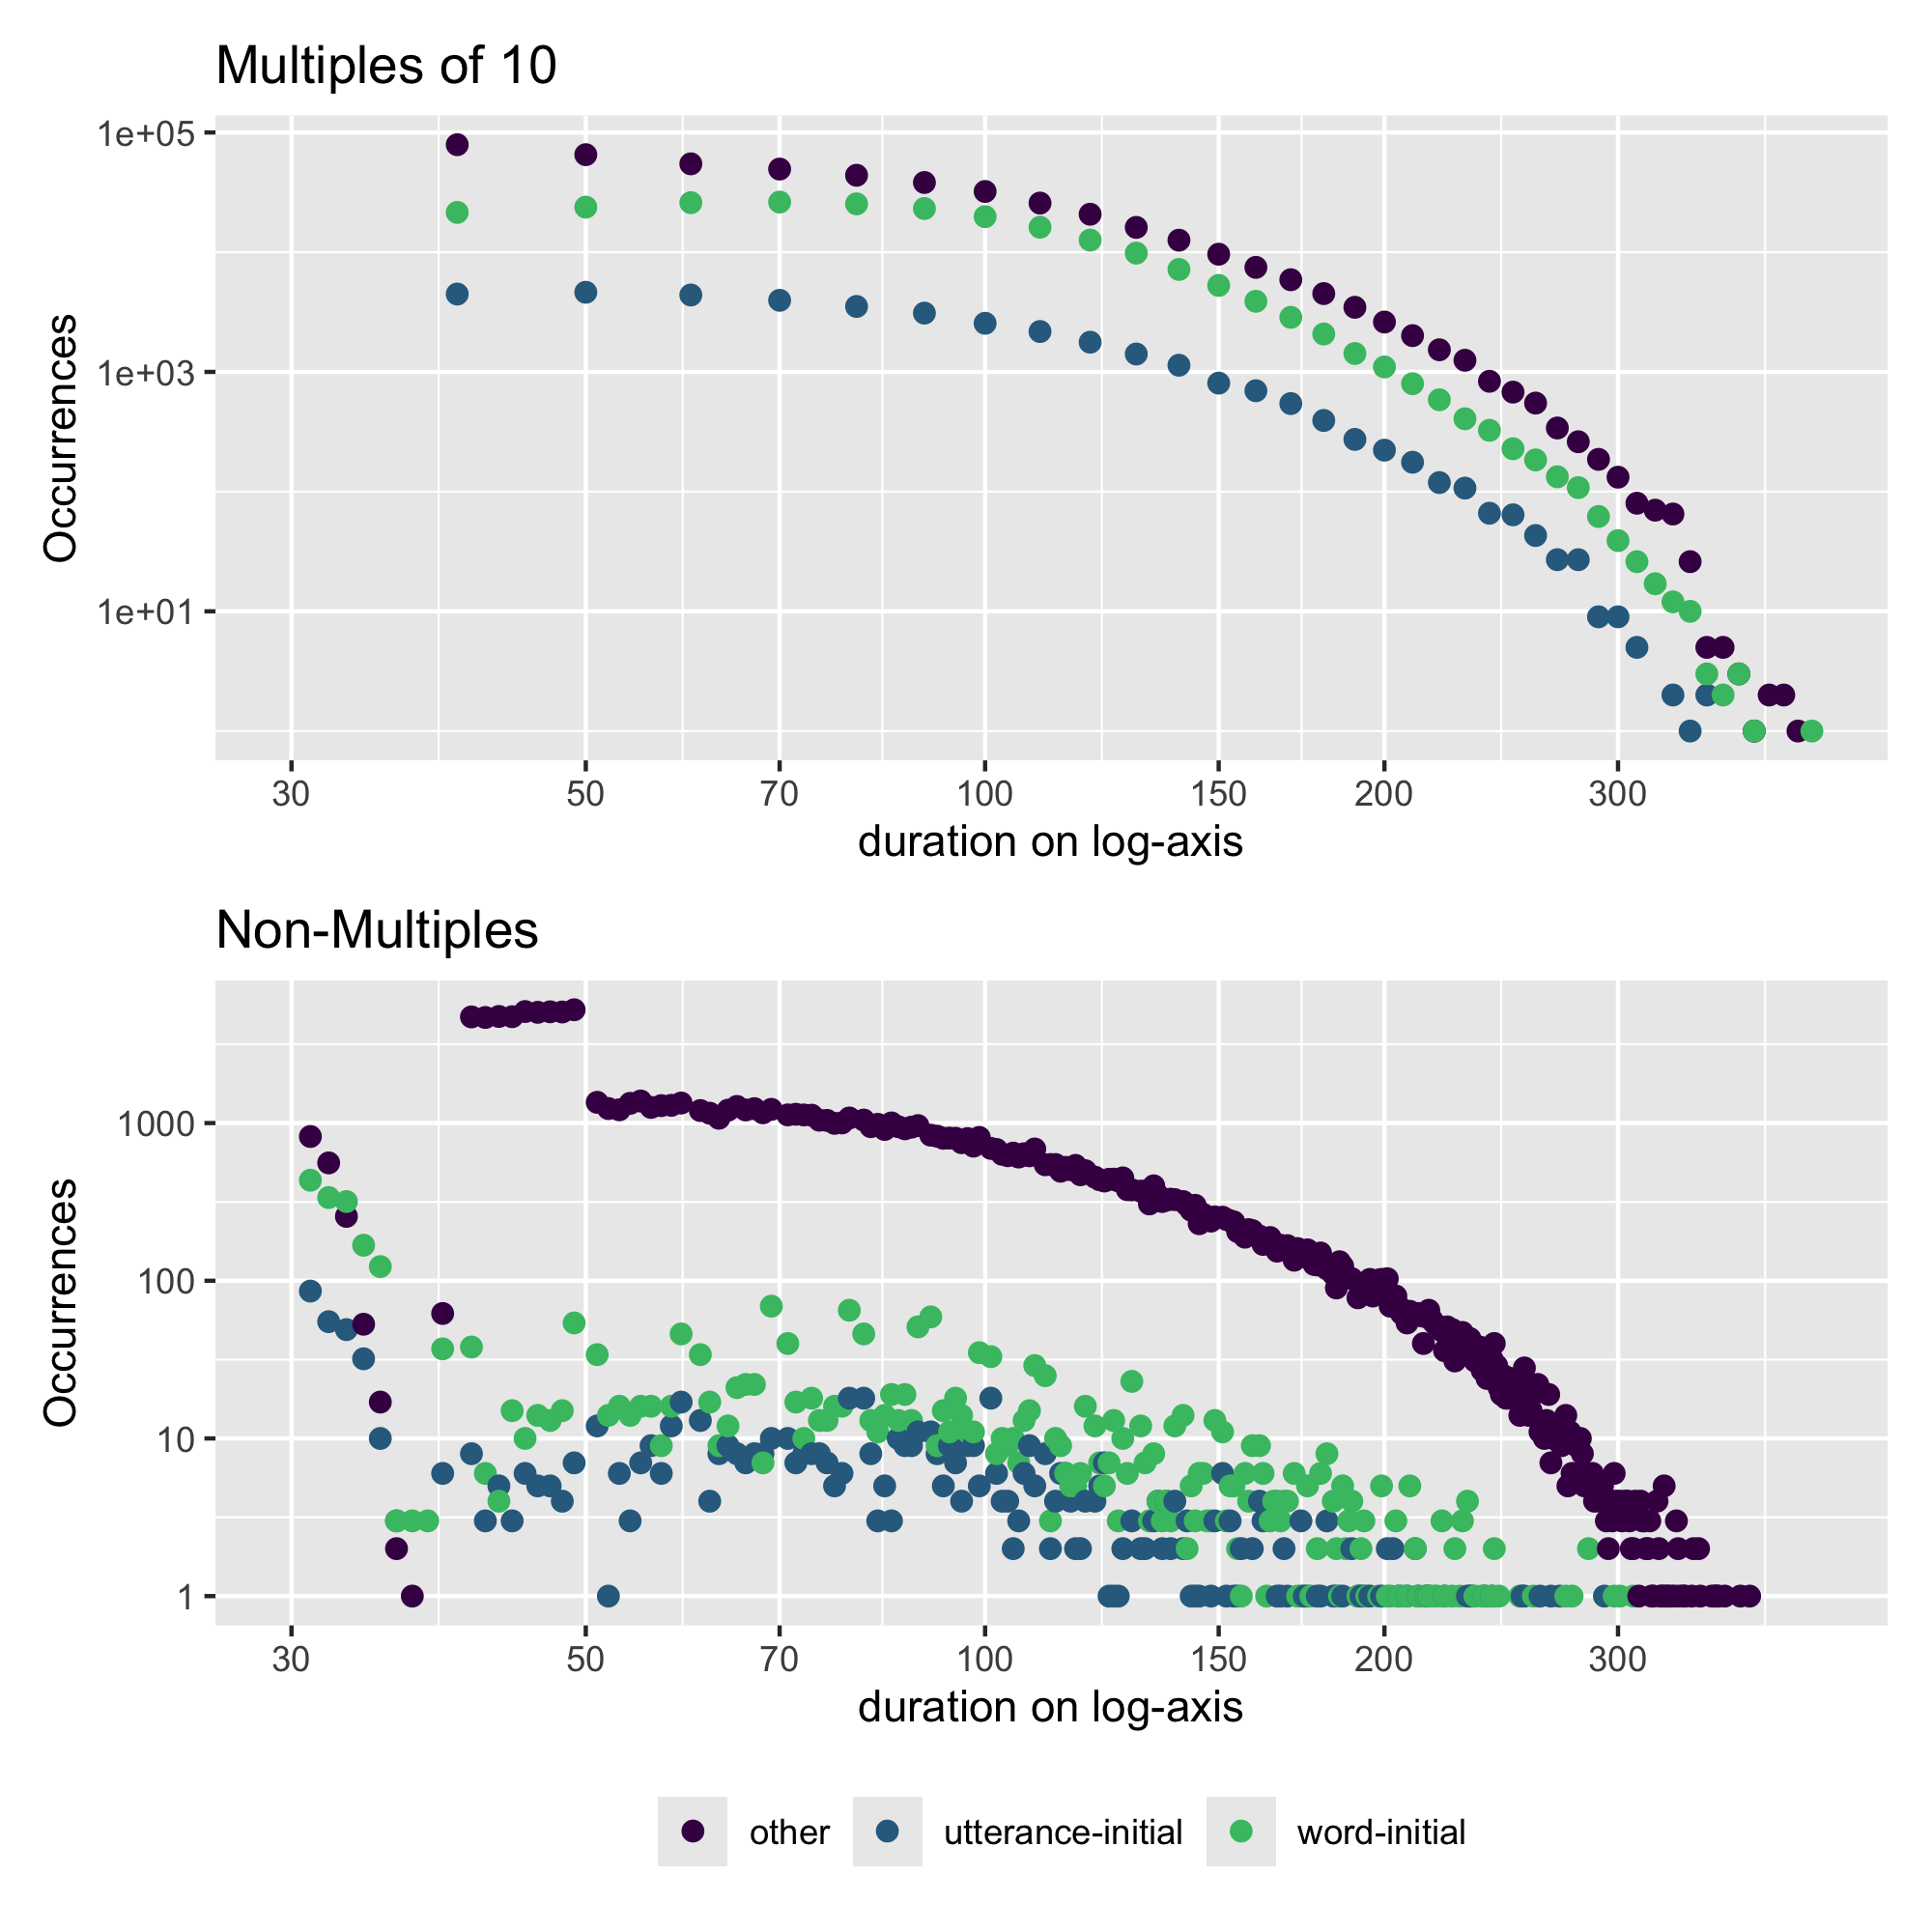 Multiples of 10
1e+05
1e+03
1e+01
Occurrences
30 50 70 100 150 200 300
duration on log-axis
Non-Multiples
1000
100
10
1
Occurrences
30 50 70 100 150 200 300
duration on log-axis
other utterance-initial word-initial